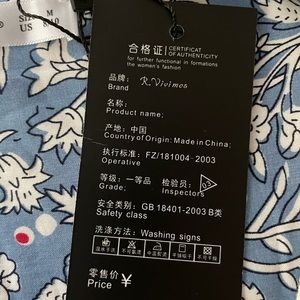 SIZE M
US
合格证 CERTIFICATE OF AUTHENTICITY
for further functional in formations
the women's fashion
品牌: R.Vivimos
Brand
名称:
Product name;
产地: 中国
Country of Origin: Made in China;
执行标准: FZ/181004-2003
等级: 一等品 检验员:
Grade; Inspectors;
安全类别: GB 18401-2003 B类
Safety class
洗涤方法: Washing signs
零售价 ¥
Price